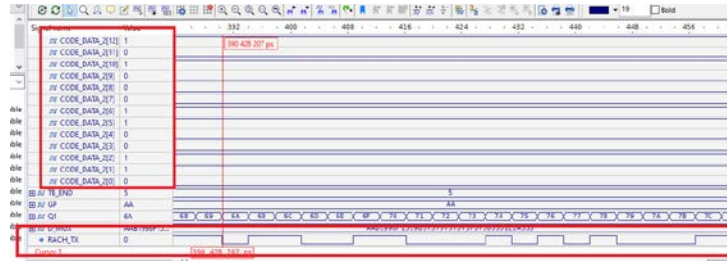 19 Bold
Signal name Value 392 400 408 416 424 432 440 448 456
390 428 207 ps
CODE_DATA_2[12] 1
CODE_DATA_2[11] 0
CODE_DATA_2[10] 1
CODE_DATA_2[9] 0
CODE_DATA_2[8] 0
CODE_DATA_2[7] 0
CODE_DATA_2[6] 1
CODE_DATA_2[5] 1
CODE_DATA_2[4] 0
CODE_DATA_2[3] 0
CODE_DATA_2[2] 1
CODE_DATA_2[1] 1
CODE_DATA_2[0] 0
TB_END 5 5
GP AA AA
Q1 6A 68 69 6A 6B 6C 6D 6E 6F 70 71 72 73 74 75 76 77 78 79 7A 7B 7C
D_MUX
RACH_TX 0
Cursor 1 390 428 207 ps